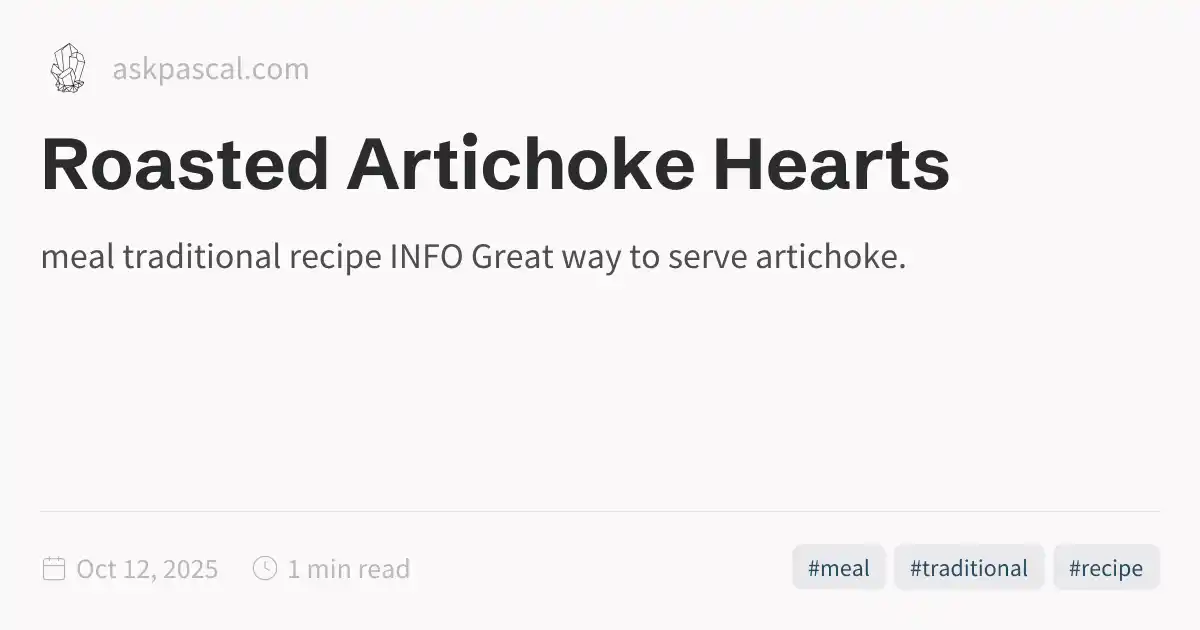 askpascal.com
Roasted Artichoke Hearts
meal traditional recipe INFO Great way to serve artichoke.
Oct 12, 2025 1 min read #meal #traditional #recipe